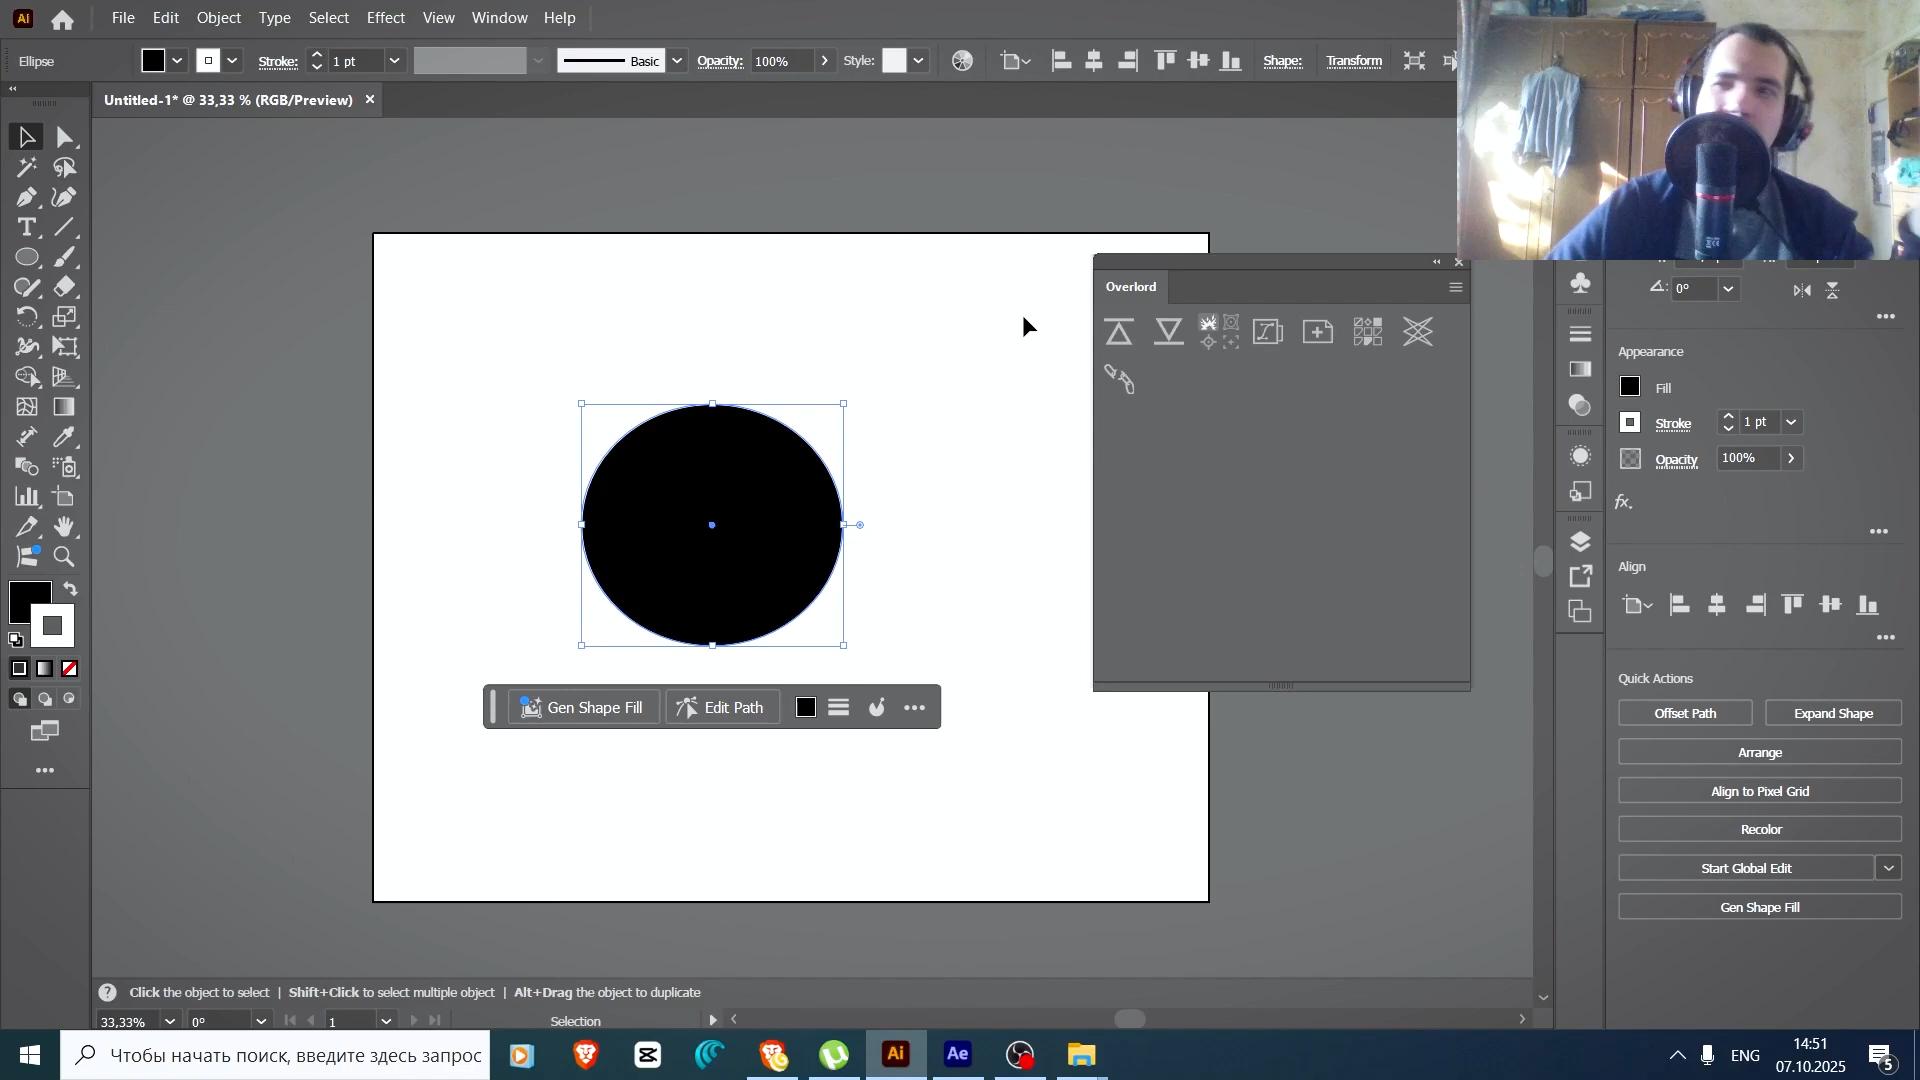 Ai File Edit Object Type Select Effect View Window Help
Ellipse Stroke: 1 pt Basic Opacity: 100% Style: Shape: Transform
Untitled-1* @ 33,33 % (RGB/Preview)
Overlord
0°
Appearance
Fill
Stroke 1 pt
Opacity 100%
fx.
Align
Quick Actions
Offset Path Expand Shape
Arrange
Align to Pixel Grid
Recolor
Start Global Edit
Gen Shape Fill
Gen Shape Fill Edit Path
Click the object to select | Shift+Click to select multiple object | Alt+Drag the object to duplicate
33,33% 0° 1 Selection
Чтобы начать поиск, введите здесь запрос
Ai Ae
ENG
14:51
07.10.2025
5